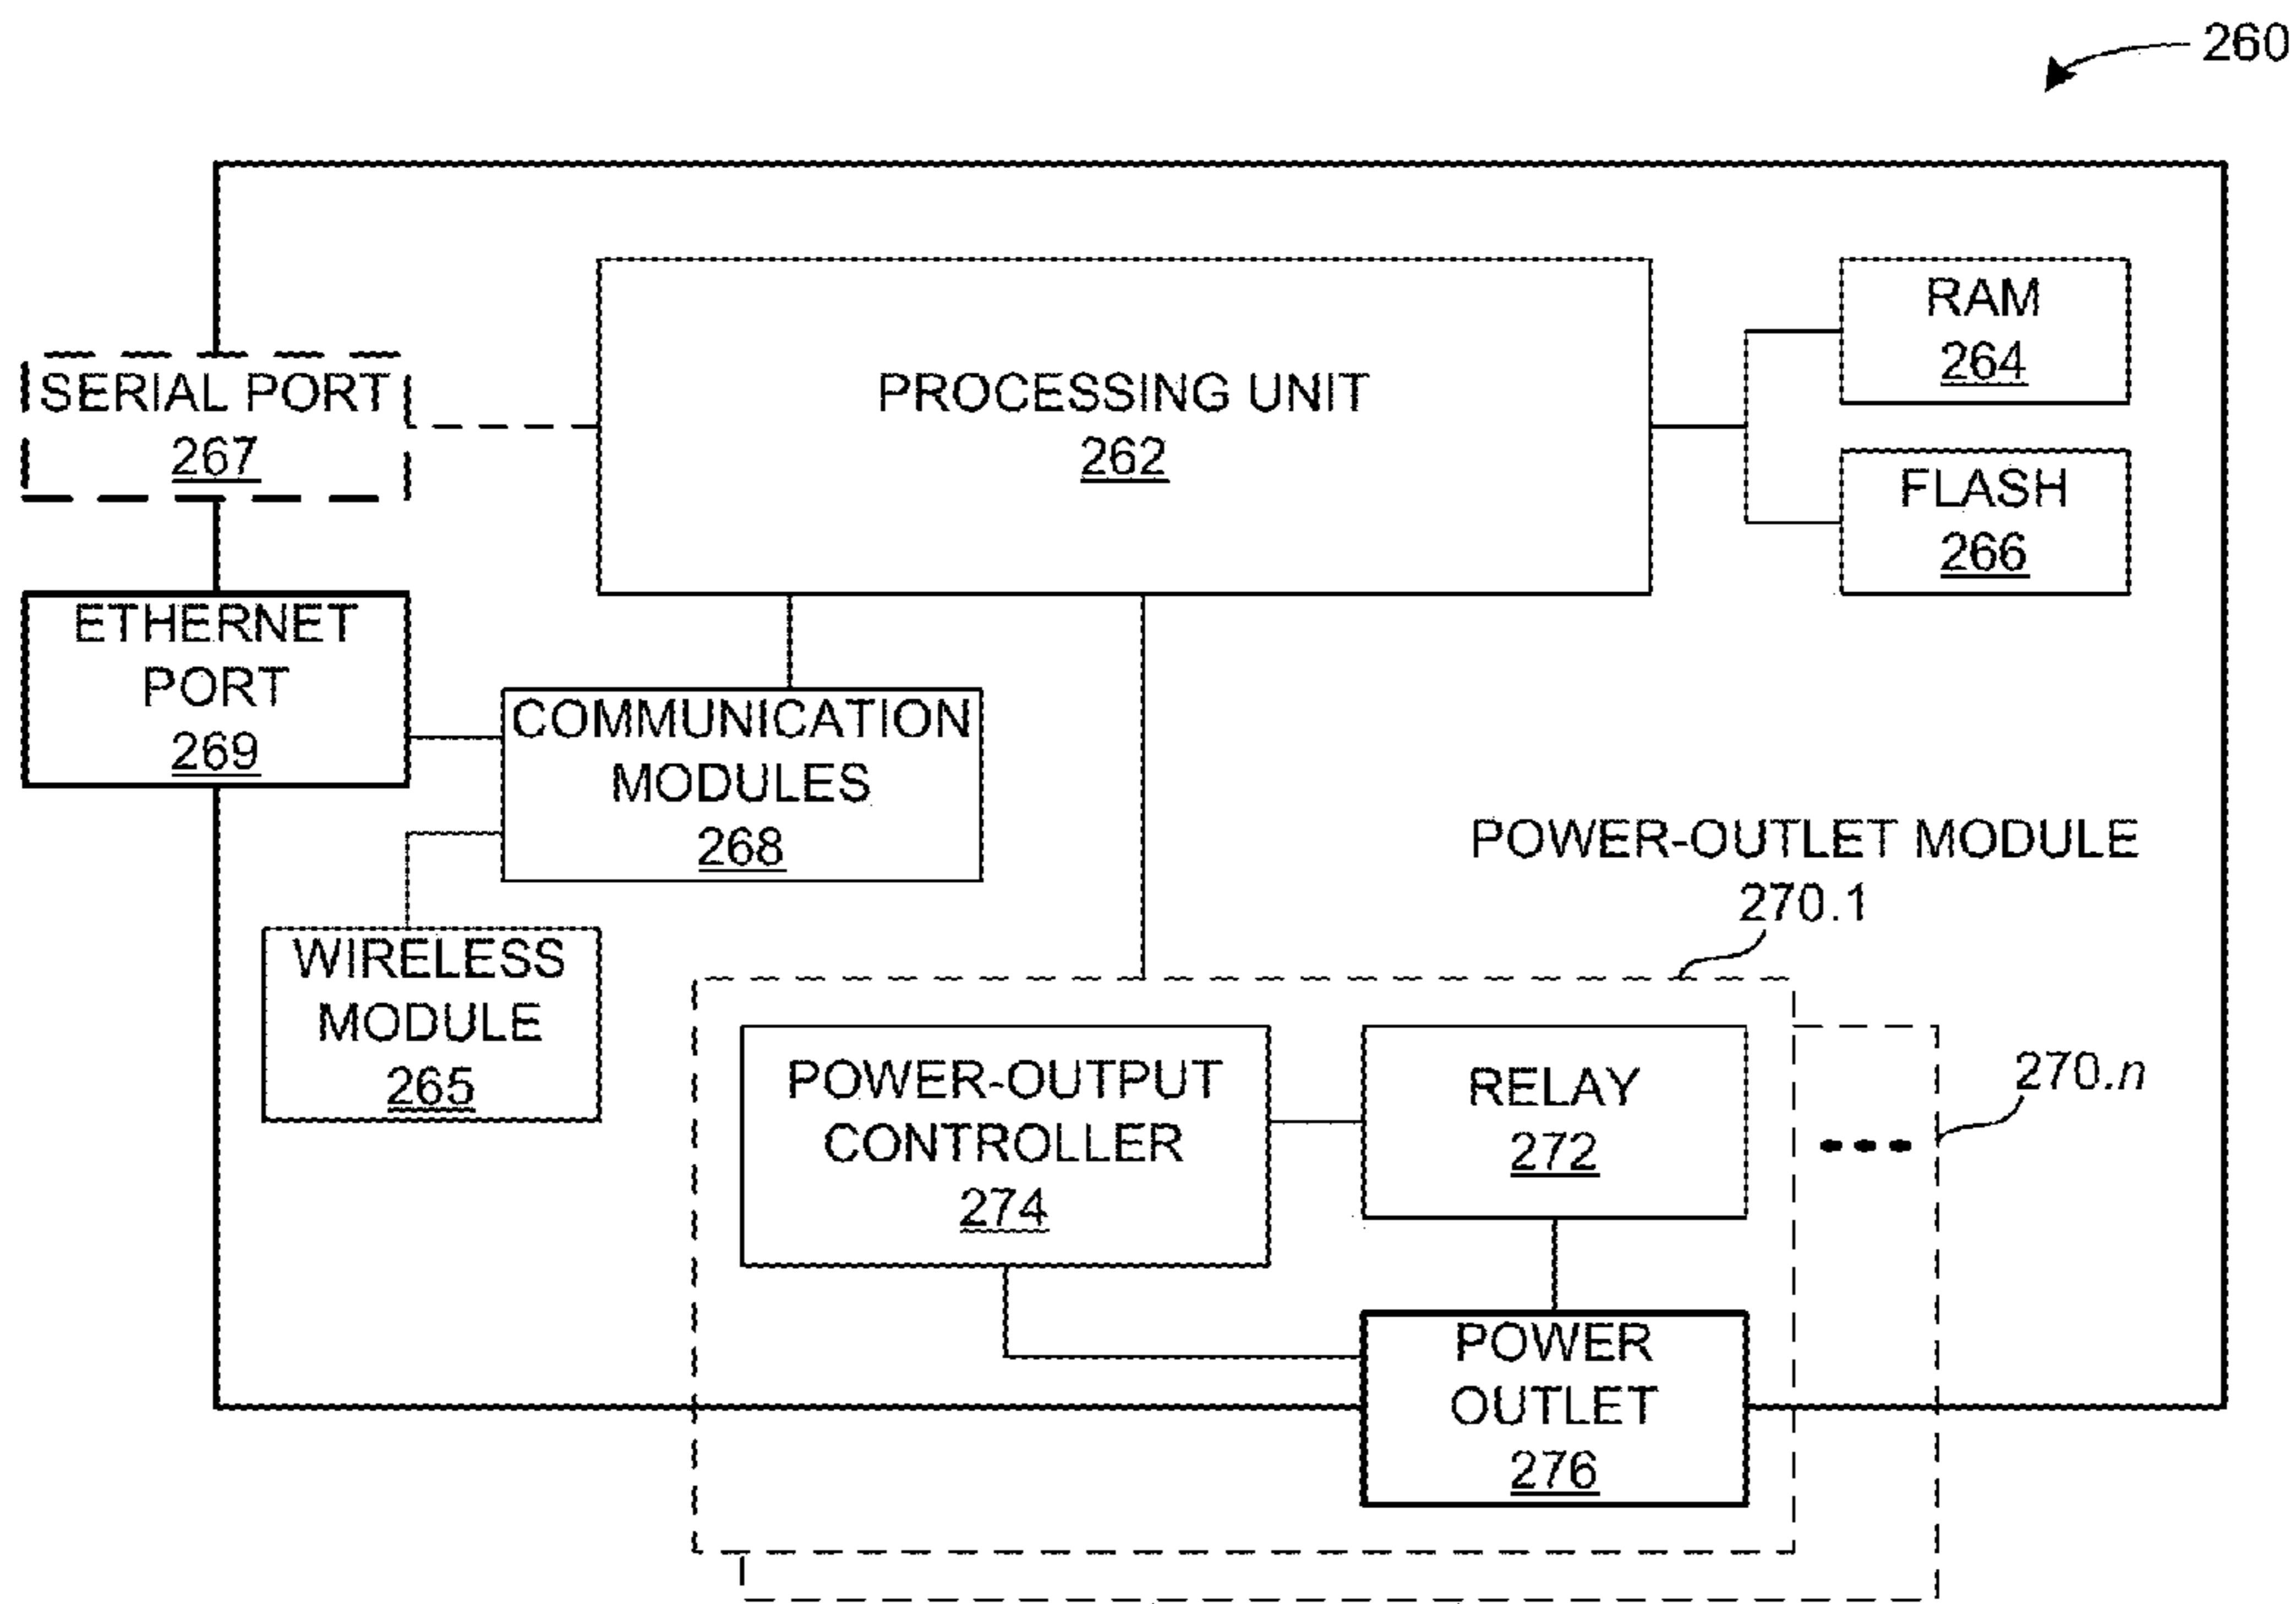 260
RAM
264
SERIAL PORT
267
PROCESSING UNIT
262
FLASH
266
ETHERNET
PORT
269
COMMUNICATION
MODULES
268
POWER-OUTLET MODULE
270.1
WIRELESS
MODULE
265
POWER-OUTPUT
CONTROLLER
274
RELAY
272
270.n
POWER
OUTLET
276